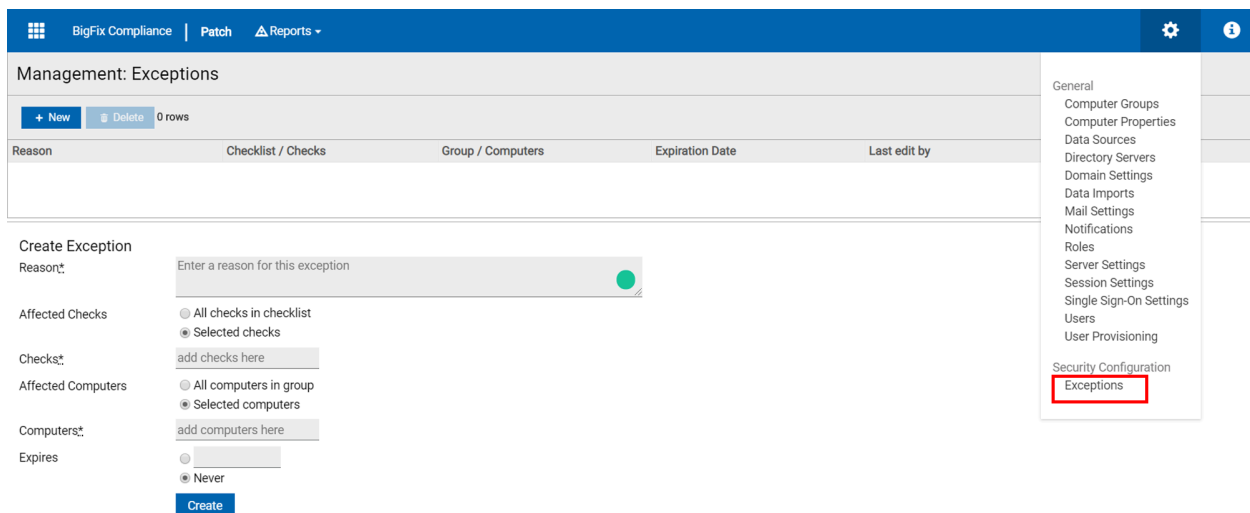 BigFix Compliance | Patch Reports
Management: Exceptions
+ New Delete 0 rows
Reason Checklist / Checks Group / Computers Expiration Date Last edit by
Create Exception
Reason* Enter a reason for this exception
Affected Checks All checks in checklist
Selected checks
Checks* add checks here
Affected Computers All computers in group
Selected computers
Computers* add computers here
Expires
Never
Create
General
Computer Groups
Computer Properties
Data Sources
Directory Servers
Domain Settings
Data Imports
Mail Settings
Notifications
Roles
Server Settings
Session Settings
Single Sign-On Settings
Users
User Provisioning
Security Configuration
Exceptions